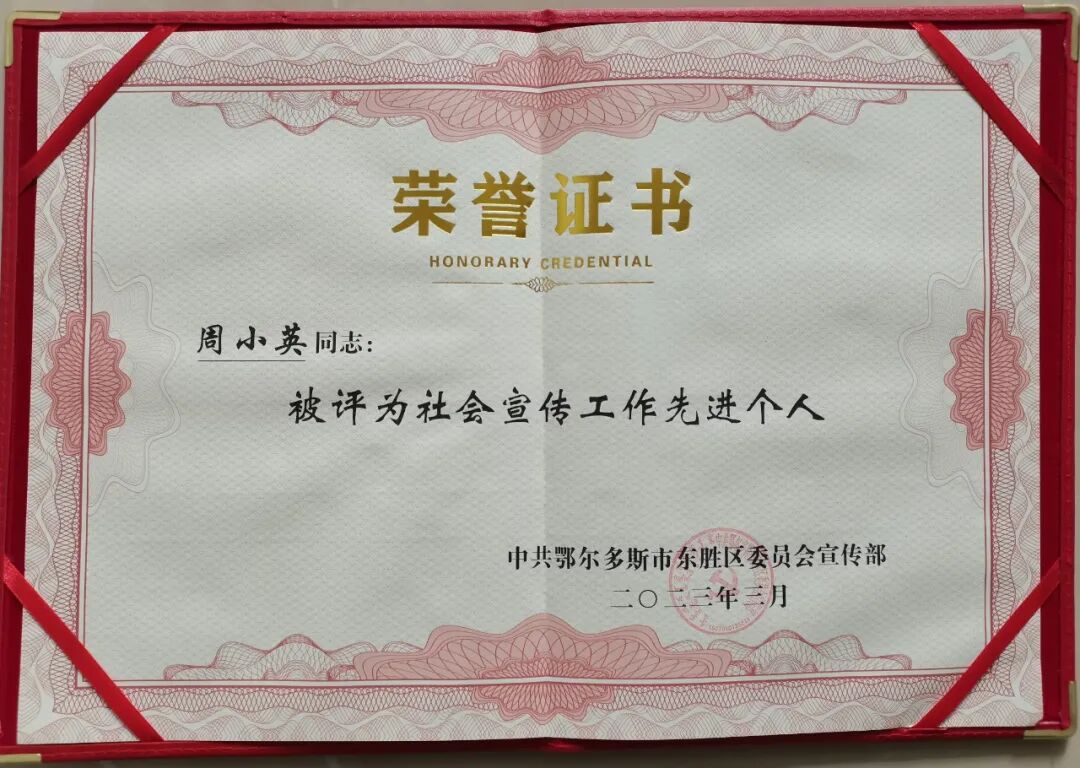 荣誉证书
HONORARY CREDENTIAL
周小英同志：
被评为社会宣传工作先进个人
中共鄂尔多斯市东胜区委员会宣传部
二〇二三年三月